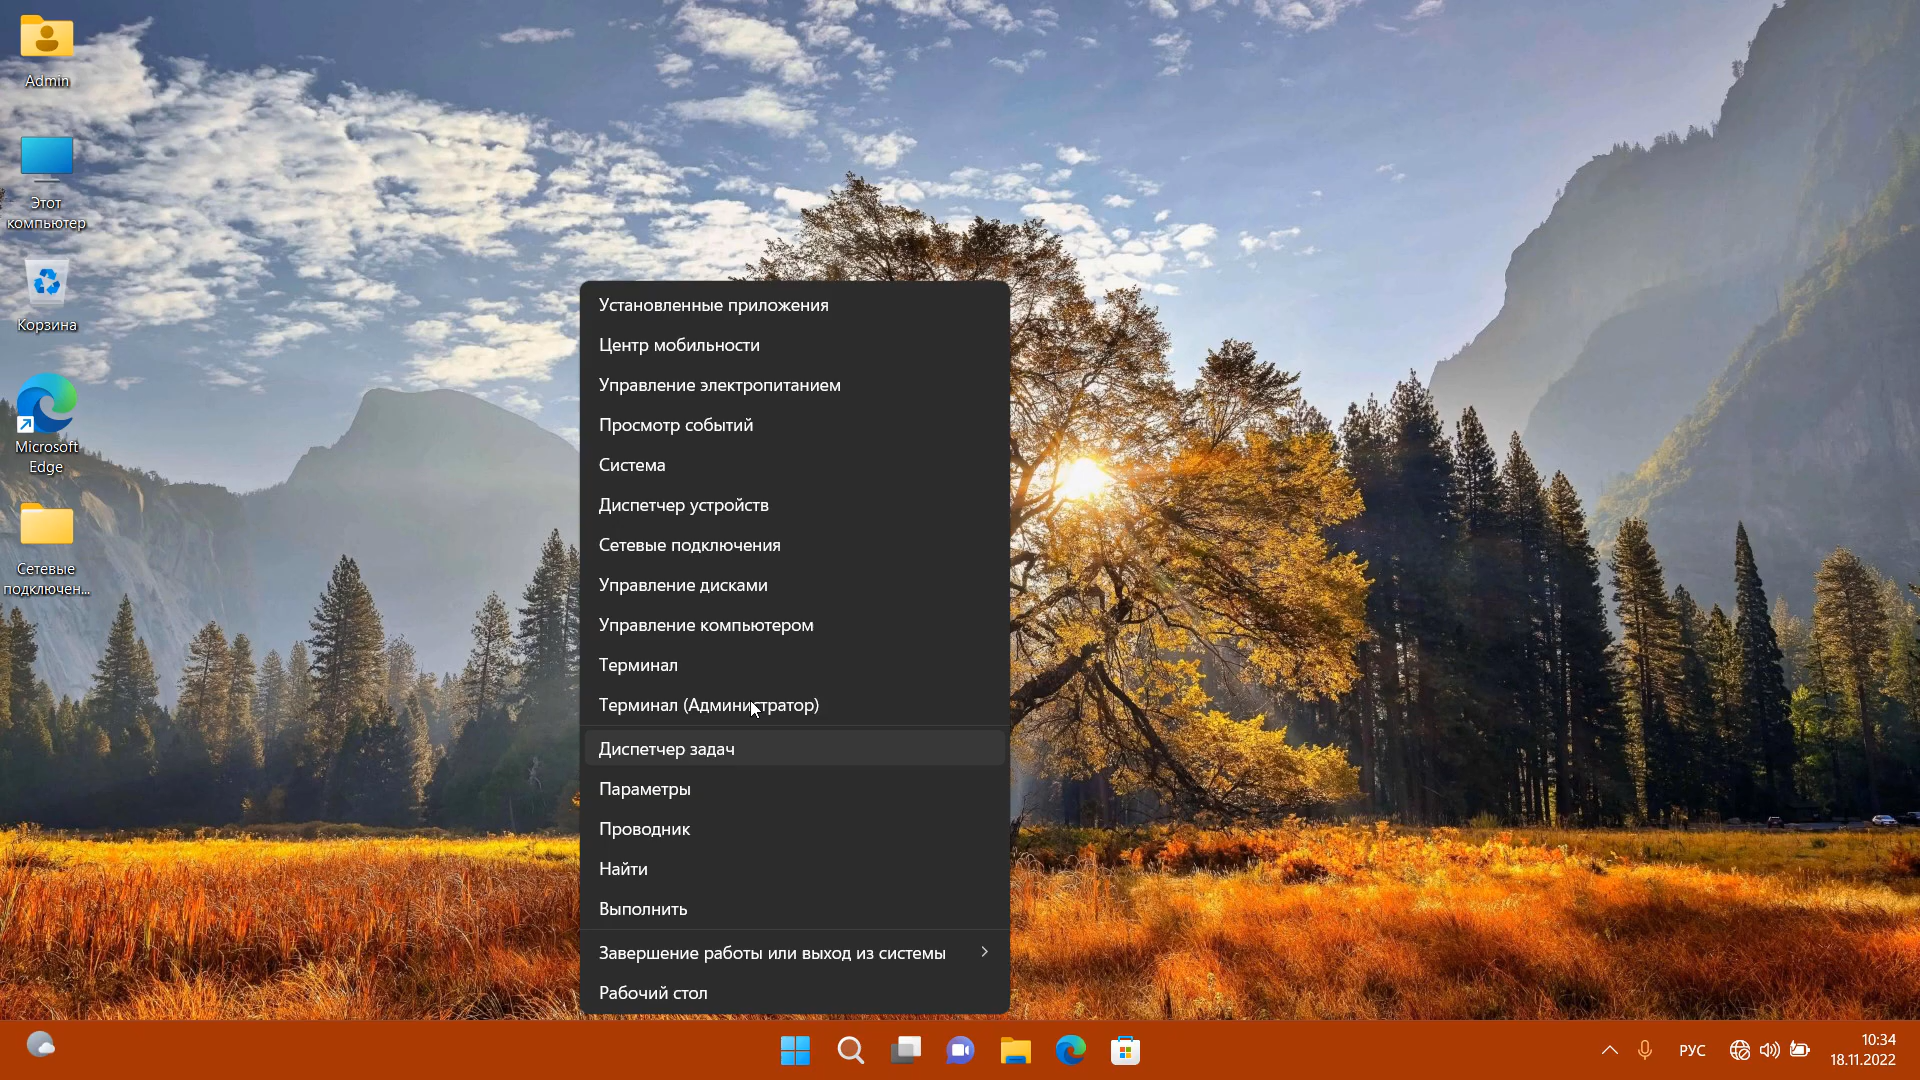 Admin
Этот
компьютер
Корзина
Microsoft
Edge
Сетевые
подключен...
Установленные приложения
Центр мобильности
Управление электропитанием
Просмотр событий
Система
Диспетчер устройств
Сетевые подключения
Управление дисками
Управление компьютером
Терминал
Терминал (Администратор)
Диспетчер задач
Параметры
Проводник
Найти
Выполнить
Завершение работы или выход из системы
Рабочий стол
РУС
10:34
18.11.2022